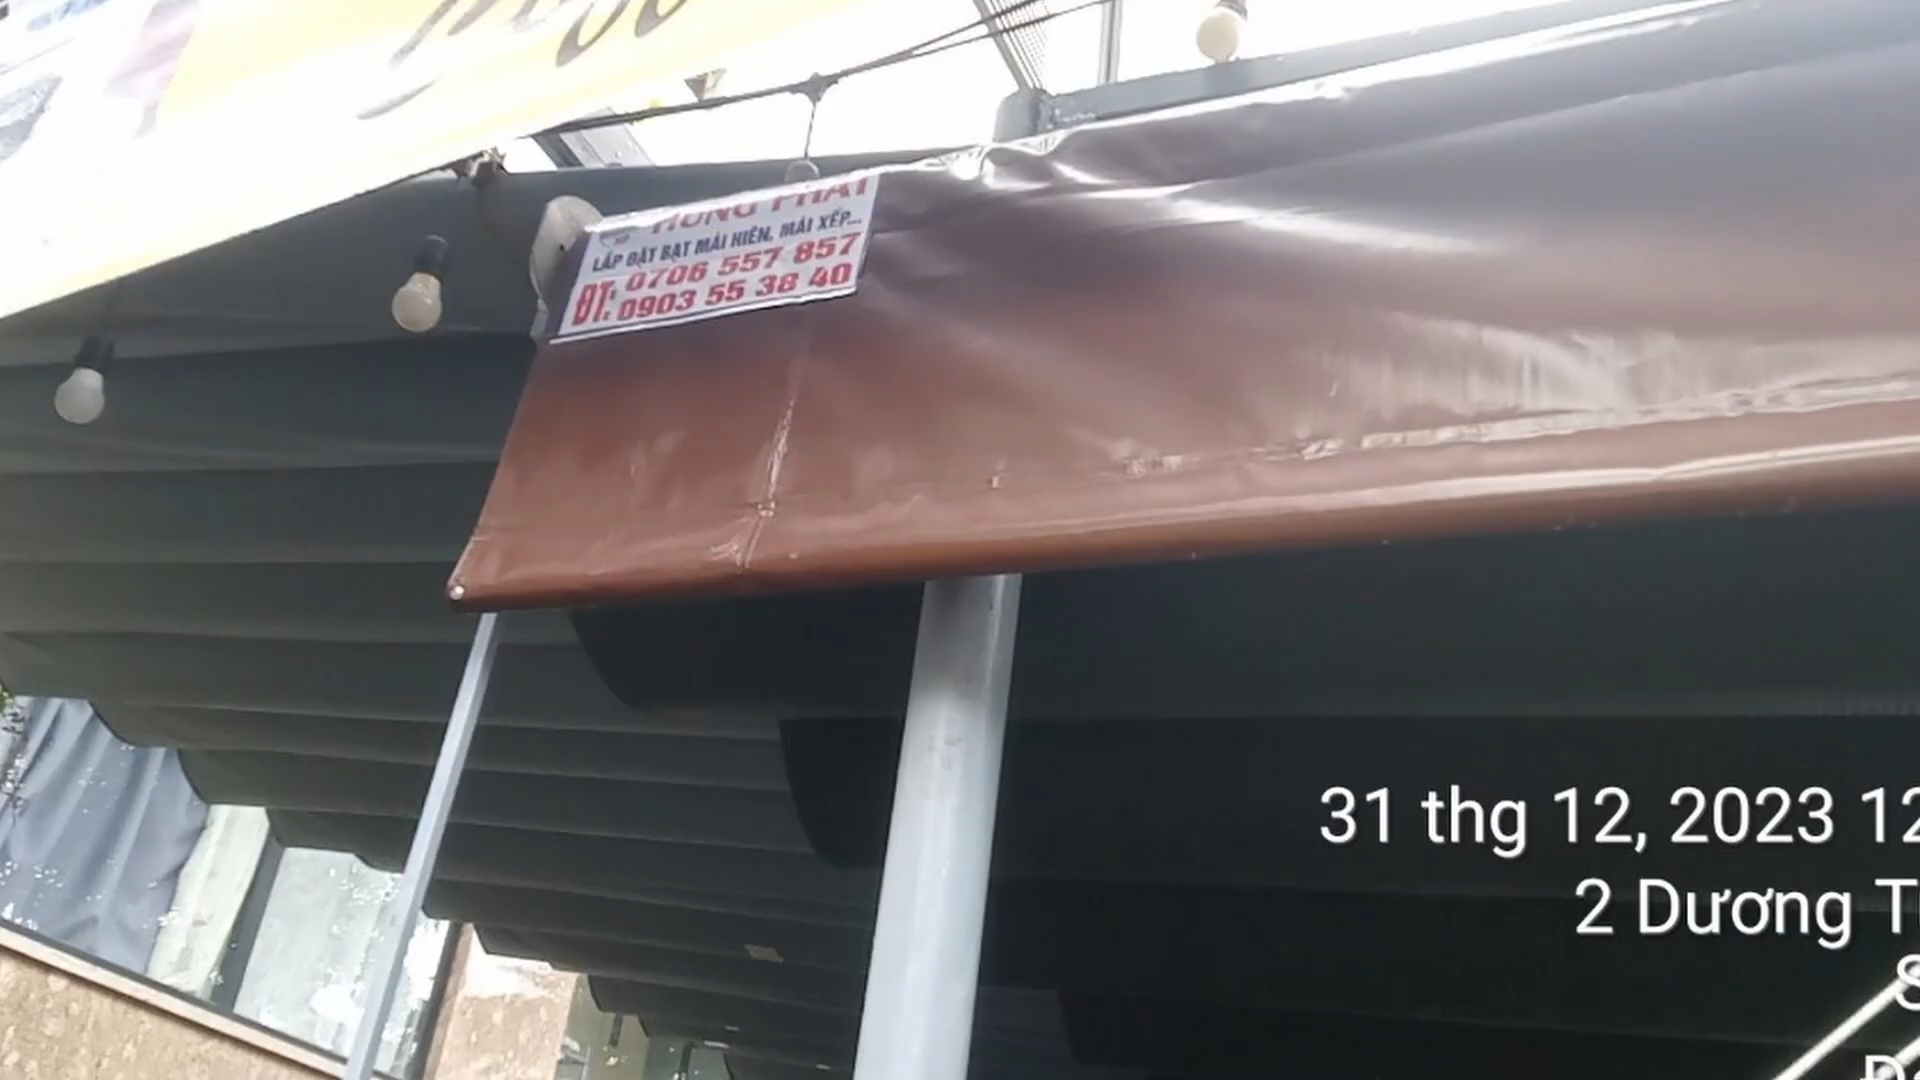 HÙNG PHÁT
LẮP ĐẶT BẠT MÁI HIÊN, MÁI XẾP...
ĐT: 0706 557 857
0903 55 38 40
31 thg 12, 2023 12
2 Dương T